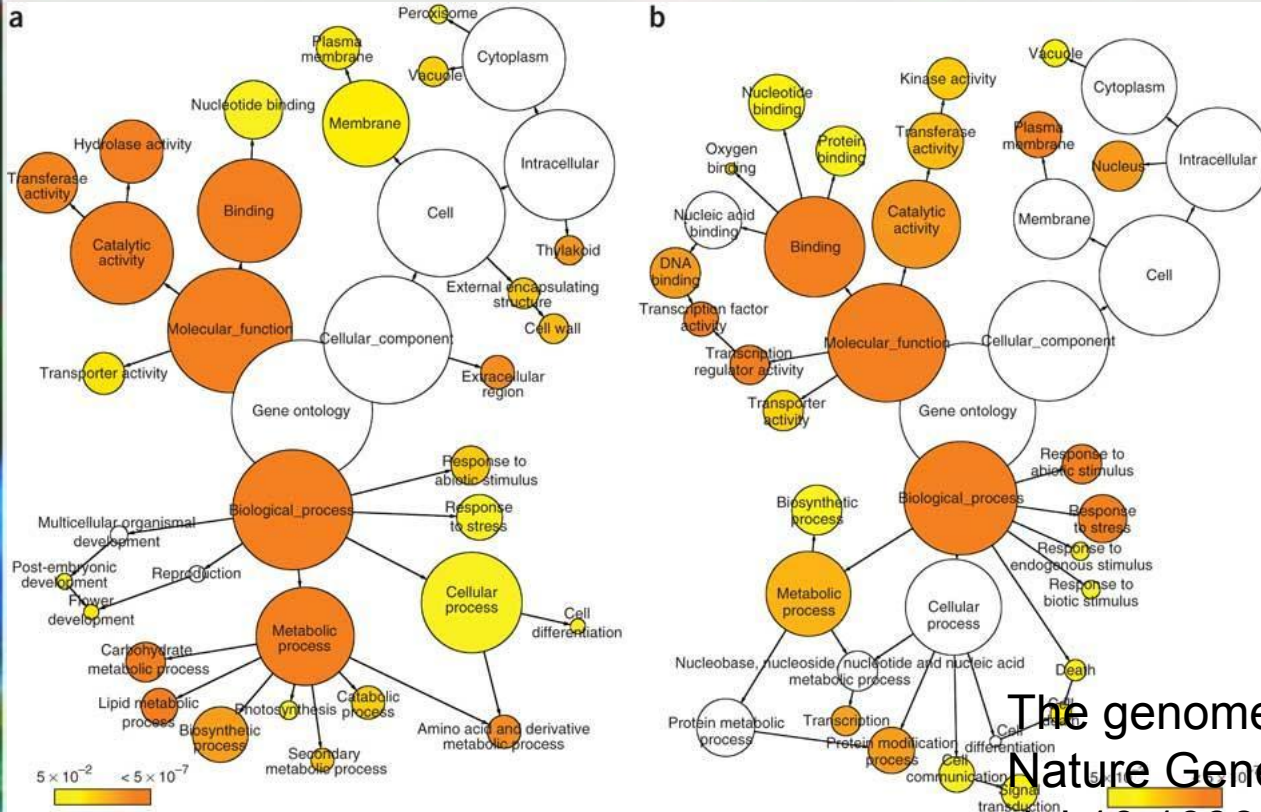 a
Peroxisome
Cytoplasm
Plasma
membrane
Vacuole
Nucleotide binding
Membrane
Hydrolase activity
Intracellular
Transferase
activity
Binding
Cell
Catalytic
activity
Thylakoid
External encapsulating
structure
Cell wall
Molecular_function
Cellular_component
Transporter activity
Extracellular
region
Gene ontology
Response to
abiotic stimulus
Biological_process
Response
to stress
Multicellular organismal
development
Post-embryonic
development
Reproduction
Flower
development
Cellular
process
Cell
differentiation
Metabolic
process
Carbohydrate
metabolic process
Lipid metabolic
process
Photosynthesis
Catabolic
process
Biosynthetic
process
Amino acid and derivative
metabolic process
Secondary
metabolic process
5 × 10⁻² < 5 × 10⁻⁷
b
Vacuole
Cytoplasm
Kinase activity
Nucleotide
binding
Transferase
activity
Plasma
membrane
Protein
binding
Oxygen
binding
Nucleus
Intracellular
Nucleic acid
binding
Catalytic
activity
Membrane
Binding
DNA
binding
Cell
Transcription factor
activity
Molecular_function
Cellular_component
Transcription
regulator activity
Transporter
activity
Gene ontology
Response to
abiotic stimulus
Biological_process
Biosynthetic
process
Response
to stress
Response to
endogenous stimulus
Response to
biotic stimulus
Metabolic
process
Cellular
process
Nucleobase, nucleoside, nucleotide and nucleic acid
metabolic process
Death
Cell
death
Protein metabolic
process
Transcription
Protein modification
process
Cell
differentiation
Cell
communication
Signal
transduction
The genome
Nature Gen